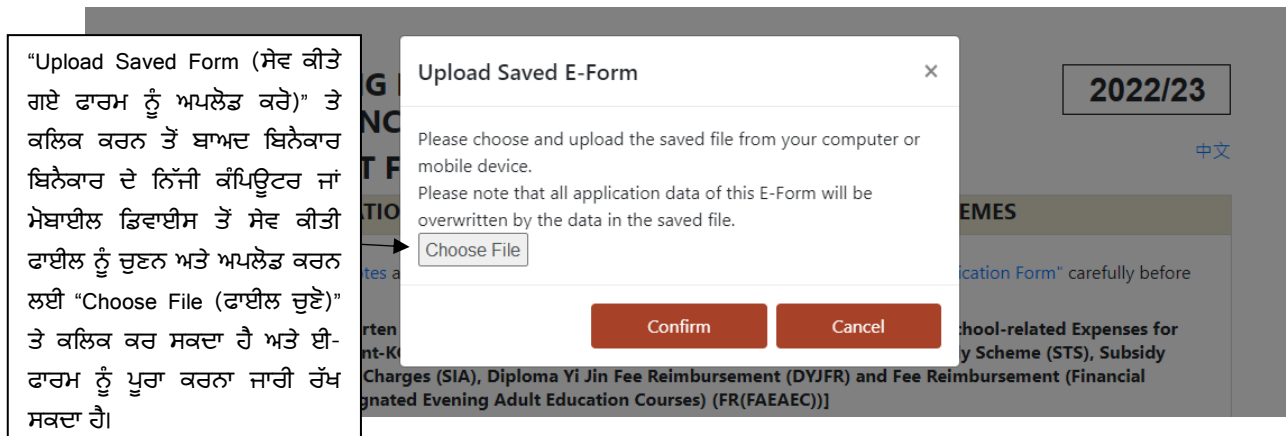 “Upload Saved Form (ਸੇਵ ਕੀਤੇ
ਗਏ ਫਾਰਮ ਨੂੰ ਅਪਲੋਡ ਕਰੋ)” ਤੇ
ਕਲਿਕ ਕਰਨ ਤੋਂ ਬਾਅਦ ਬਿਨੈਕਾਰ
ਬਿਨੈਕਾਰ ਦੇ ਨਿੱਜੀ ਕੰਪਿਊਟਰ ਜਾਂ
ਮੋਬਾਈਲ ਡਿਵਾਈਸ ਤੋਂ ਸੇਵ ਕੀਤੀ
ਫਾਈਲ ਨੂੰ ਚੁਣਨ ਅਤੇ ਅਪਲੋਡ ਕਰਨ
ਲਈ “Choose File (ਫਾਈਲ ਚੁਣੋ)”
ਤੇ ਕਲਿਕ ਕਰ ਸਕਦਾ ਹੈ ਅਤੇ ਈ-
ਫਾਰਮ ਨੂੰ ਪੂਰਾ ਕਰਨਾ ਜਾਰੀ ਰੱਖ
ਸਕਦਾ ਹੈ।
Upload Saved E-Form ×
Please choose and upload the saved file from your computer or
mobile device.
Please note that all application data of this E-Form will be
overwritten by the data in the saved file.
Choose File
Confirm Cancel
2022/23
中文
EMES
Form" carefully before
Expenses for
Scheme (STS), Subsidy
Charges (SIA), Diploma Yi Jin Fee Reimbursement (DYJFR) and Fee Reimbursement (Financial
Evening Adult Education Courses) (FR(FAEAEC))]